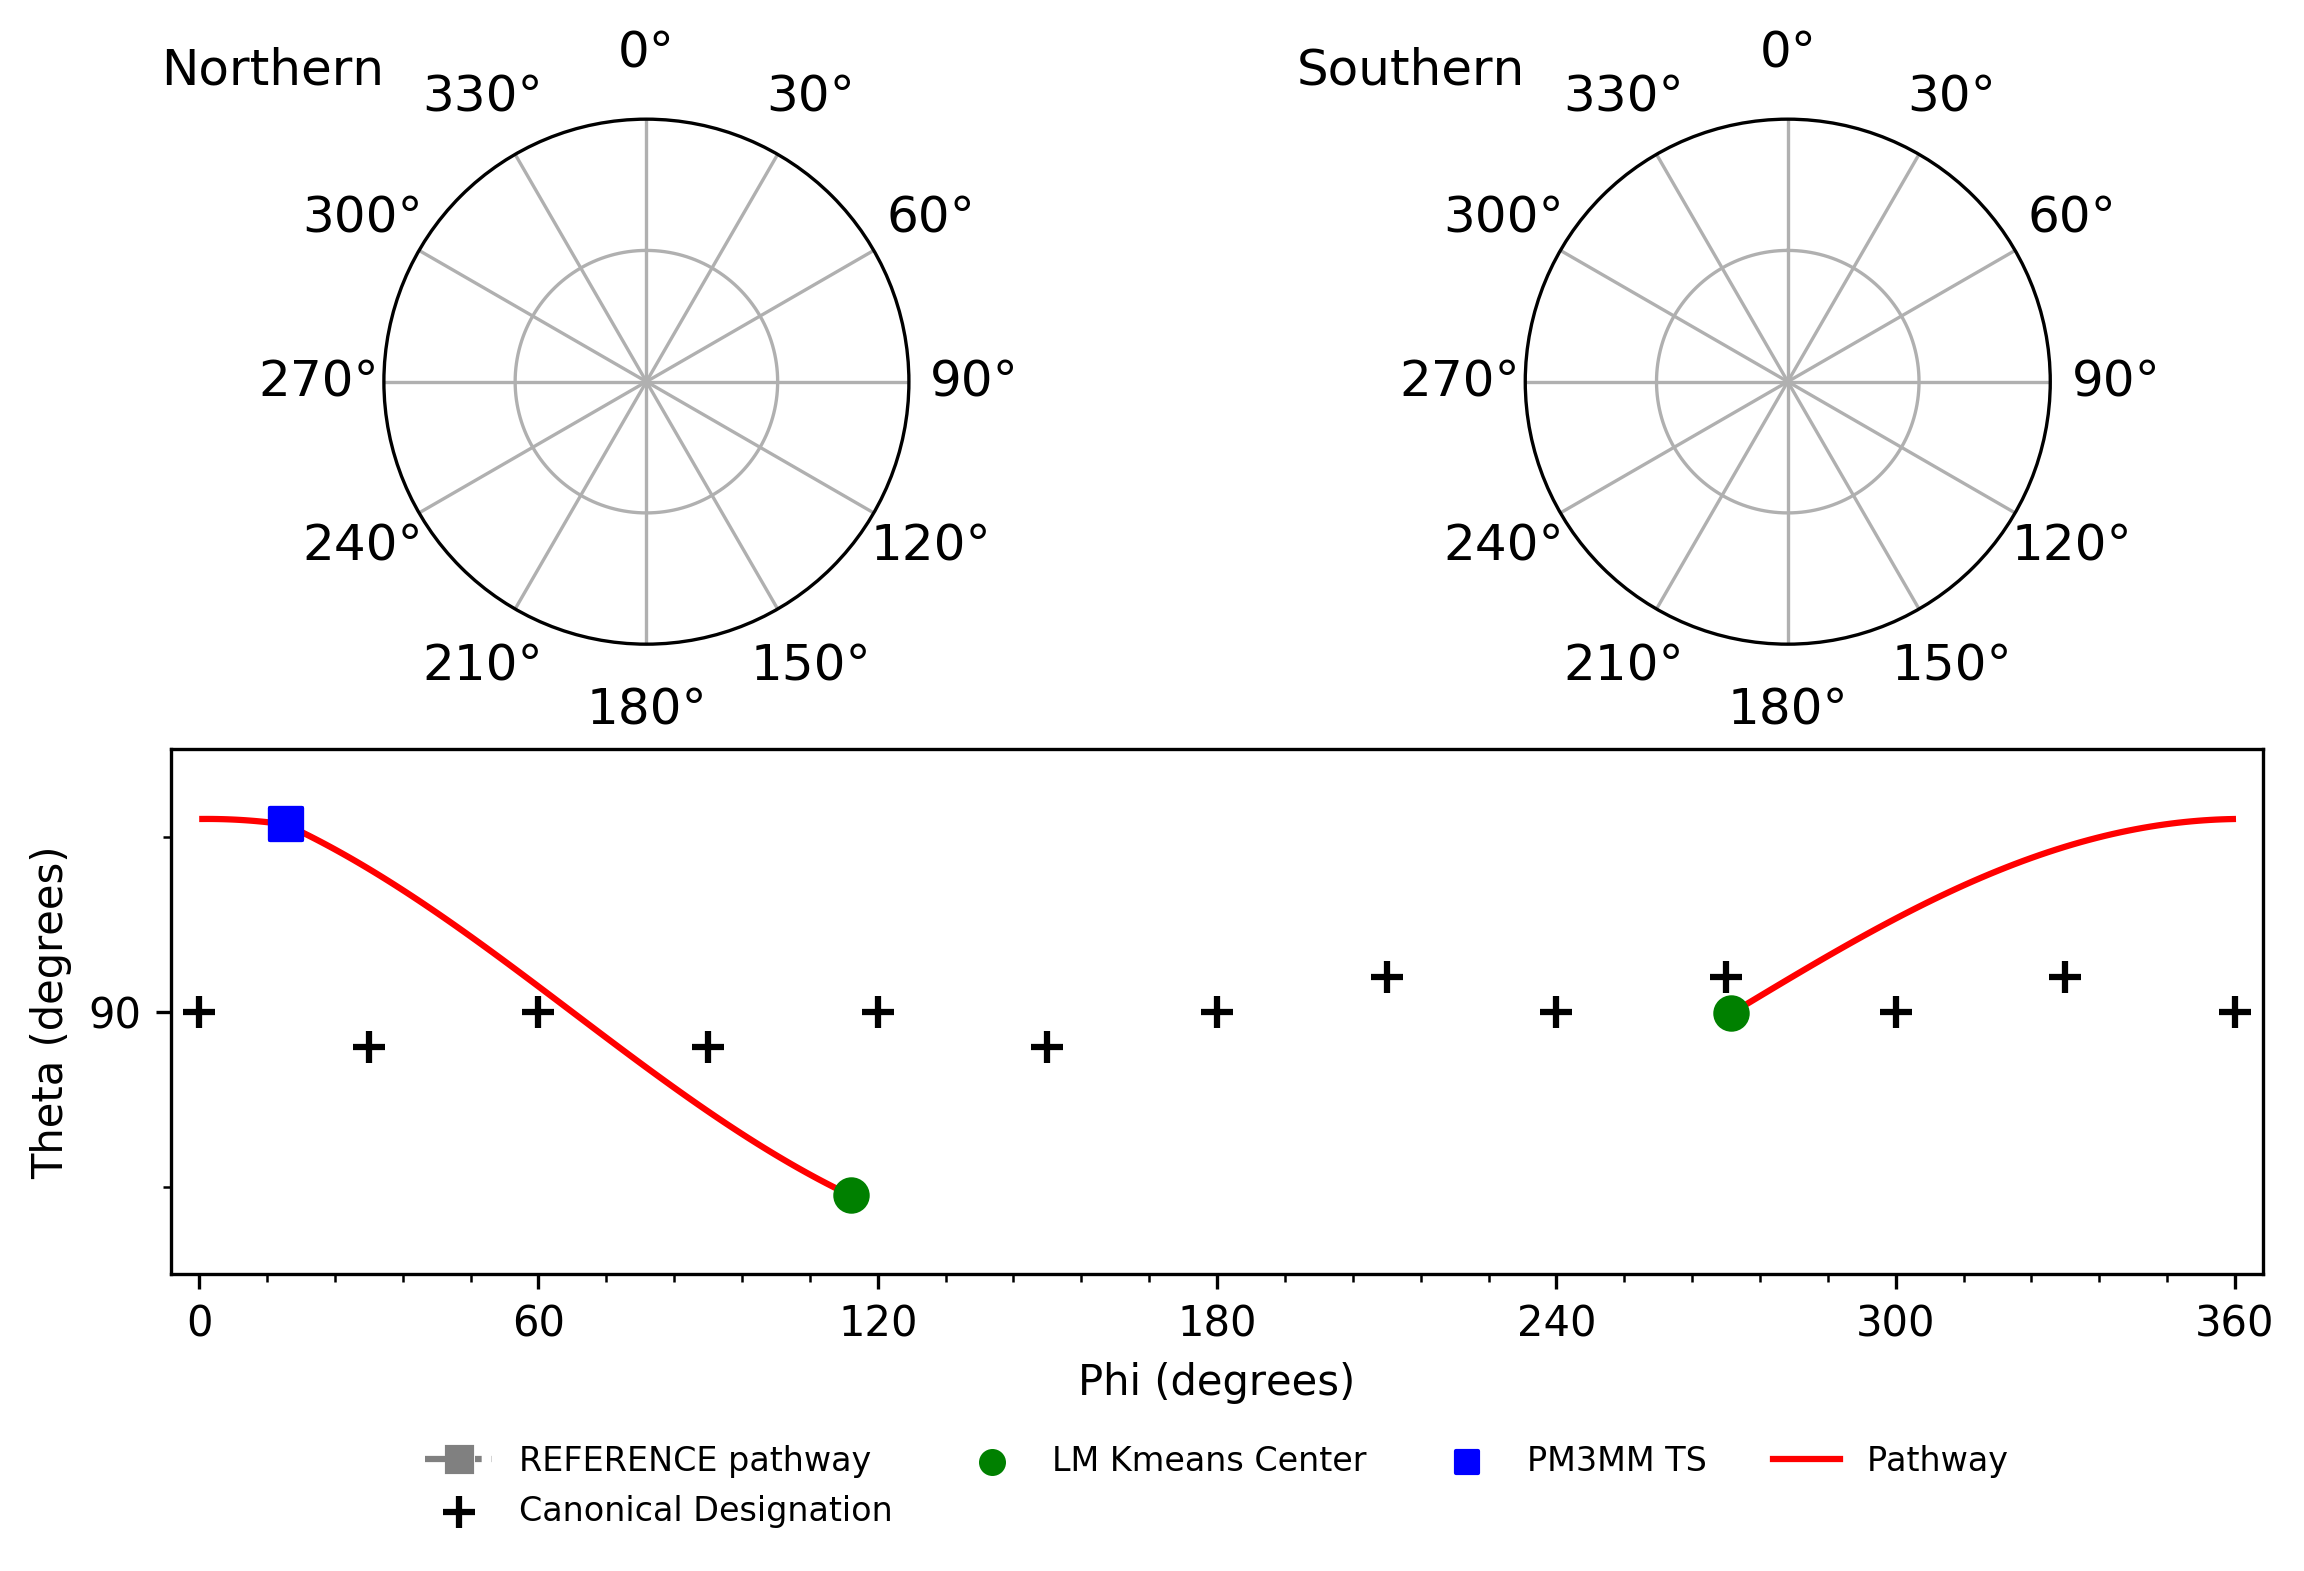 Northern
0°
30°
60°
90°
120°
150°
180°
210°
240°
270°
300°
330°
Southern
0°
30°
60°
90°
120°
150°
180°
210°
240°
270°
300°
330°
Theta (degrees)
90
0 60 120 180 240 300 360
Phi (degrees)
REFERENCE pathway
Canonical Designation
LM Kmeans Center
PM3MM TS
Pathway